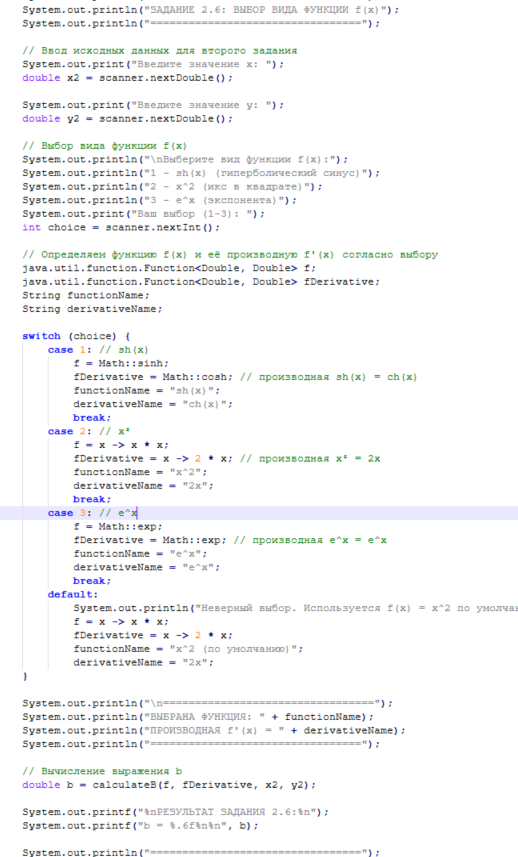 System.out.println("ЗАДАНИЕ 2.6: ВЫБОР ВИДА ФУНКЦИИ f(x)");
System.out.println("=================================");
// Ввод исходных данных для второго задания
System.out.print("Введите значение x: ");
double x2 = scanner.nextDouble();
System.out.print("Введите значение y: ");
double y2 = scanner.nextDouble();
// Выбор вида функции f(x)
System.out.println("\nВыберите вид функции f(x):");
System.out.println("1 - sh(x) (гиперболический синус)");
System.out.println("2 - x^2 (икс в квадрате)");
System.out.println("3 - e^x (экспонента)");
System.out.print("Ваш выбор (1-3): ");
int choice = scanner.nextInt();
// Определяем функцию f(x) и её производную f'(x) согласно выбору
java.util.function.Function<Double, Double> f;
java.util.function.Function<Double, Double> fDerivative;
String functionName;
String derivativeName;
switch (choice) {
case 1: // sh(x)
f = Math::sinh;
fDerivative = Math::cosh; // производная sh(x) = ch(x)
functionName = "sh(x)";
derivativeName = "ch(x)";
break;
case 2: // x²
f = x -> x * x;
fDerivative = x -> 2 * x; // производная x² = 2x
functionName = "x^2";
derivativeName = "2x";
break;
case 3: // e^x
f = Math::exp;
fDerivative = Math::exp; // производная e^x = e^x
functionName = "e^x";
derivativeName = "e^x";
break;
default:
System.out.println("Неверный выбор. Используется f(x) = x^2 по умолча
f = x -> x * x;
fDerivative = x -> 2 * x;
functionName = "x^2 (по умолчанию)";
derivativeName = "2x";
}
System.out.println("\n=================================");
System.out.println("ВЫБРАНА ФУНКЦИЯ: " + functionName);
System.out.println("ПРОИЗВОДНАЯ f'(x) = " + derivativeName);
System.out.println("=================================");
// Вычисление выражения b
double b = calculateB(f, fDerivative, x2, y2);
System.out.printf("%nРЕЗУЛЬТАТ ЗАДАНИЯ 2.6:%n");
System.out.printf("b = %.6f%n%n", b);
System.out.println("=================================");